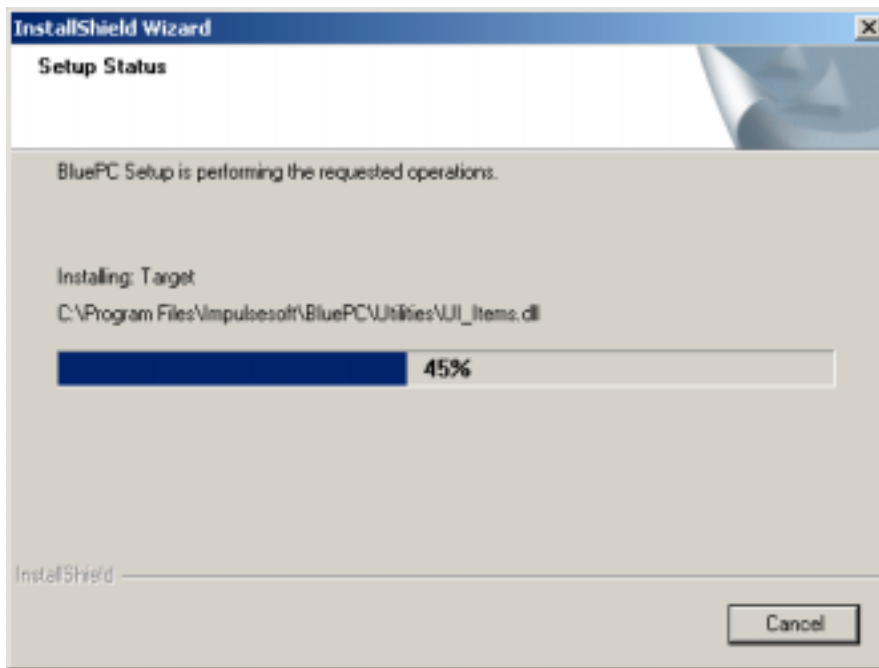 InstallShield Wizard
Setup Status
BluePC Setup is performing the requested operations.
Installing: Target
C:\Program Files\Impulsesoft\BluePC\Utilities\UI_Items.dll
45%
InstallShield
Cancel